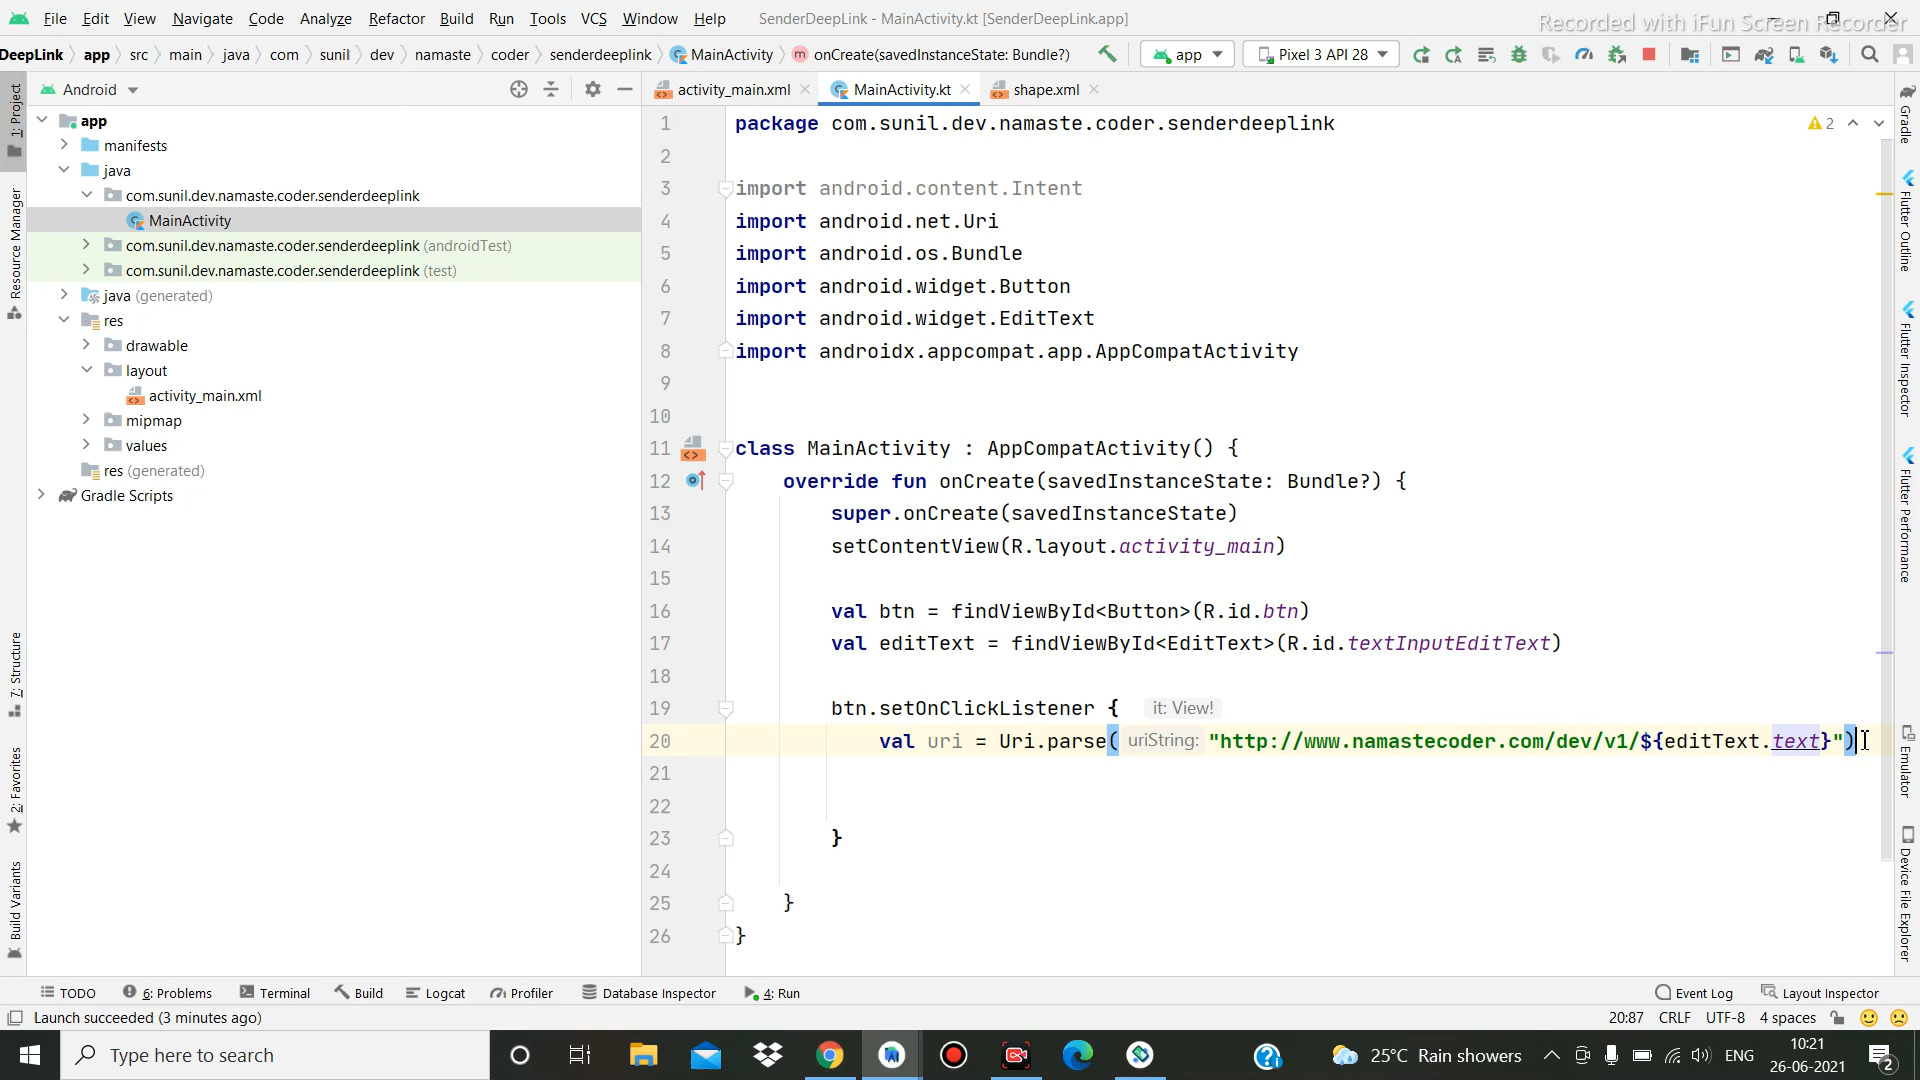 File Edit View Navigate Code Analyze Refactor Build Run Tools VCS Window Help SenderDeepLink - MainActivity.kt [SenderDeepLink.app]
Recorded with iFun Screen Recorder
DeepLink app src main java com sunil dev namaste coder senderdeeplink MainActivity onCreate(savedInstanceState: Bundle?) app Pixel 3 API 28
Android
activity_main.xml MainActivity.kt shape.xml
app
manifests
java
com.sunil.dev.namaste.coder.senderdeeplink
MainActivity
com.sunil.dev.namaste.coder.senderdeeplink (androidTest)
com.sunil.dev.namaste.coder.senderdeeplink (test)
java (generated)
res
drawable
layout
activity_main.xml
mipmap
values
res (generated)
Gradle Scripts
1: Project
Resource Manager
7: Structure
2: Favorites
Build Variants
2
1 package com.sunil.dev.namaste.coder.senderdeeplink
2
3 import android.content.Intent
4 import android.net.Uri
5 import android.os.Bundle
6 import android.widget.Button
7 import android.widget.EditText
8 import androidx.appcompat.app.AppCompatActivity
9
10
11 class MainActivity : AppCompatActivity() {
12 override fun onCreate(savedInstanceState: Bundle?) {
13 super.onCreate(savedInstanceState)
14 setContentView(R.layout.activity_main)
15
16 val btn = findViewById<Button>(R.id.btn)
17 val editText = findViewById<EditText>(R.id.textInputEditText)
18
19 btn.setOnClickListener { it: View!
20 val uri = Uri.parse( uriString: "http://www.namastecoder.com/dev/v1/${editText.text}")
21
22
23 }
24
25 }
26 }
Gradle
Flutter Outline
Flutter Inspector
Flutter Performance
Emulator
Device File Explorer
TODO 6: Problems Terminal Build Logcat Profiler Database Inspector 4: Run Event Log Layout Inspector
Launch succeeded (3 minutes ago) 20:87 CRLF UTF-8 4 spaces
Type here to search 25°C Rain showers ENG 10:21
26-06-2021
2